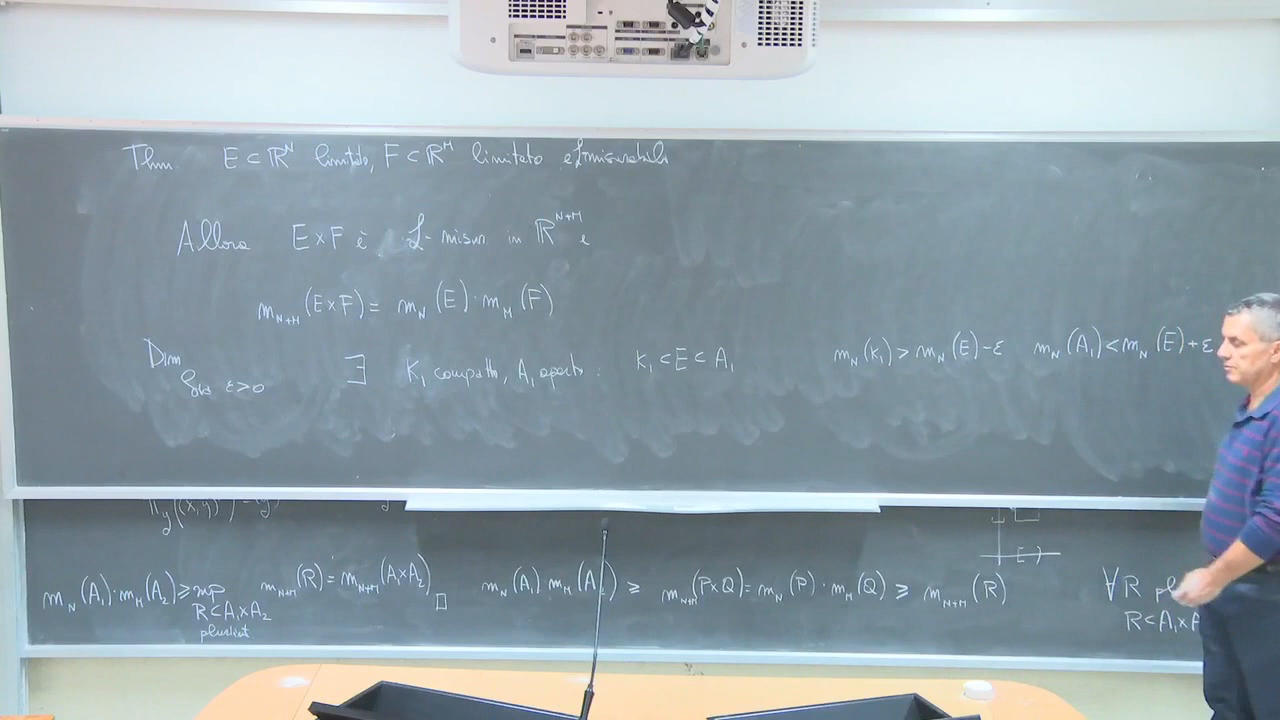 Thm E ⊂ ℝ^N limitato, F ⊂ ℝ^M limitato e ℒ-misurabili
Allora E×F è ℒ-misur. in ℝ^{N+M} e
m_{N+M}(E×F) = m_N(E)·m_M(F)
Dim
Sia ε>0 ∃ K₁ compatto, A₁ aperto: K₁ ⊂ E ⊂ A₁ m_N(K₁) > m_N(E)-ε m_N(A₁) < m_N(E)+ε
m_N(A₁)·m_M(A₂) ≥ sup m_{N+M}(R) = m_{N+M}(A₁×A₂) □ m_N(A₁) m_M(A₂) ≥ m_{N+M}(P×Q) = m_N(P)·m_M(Q) ≥ m_{N+M}(R) ∀R
R ⊂ A₁×A₂ R ⊂ A₁×A
plurirett